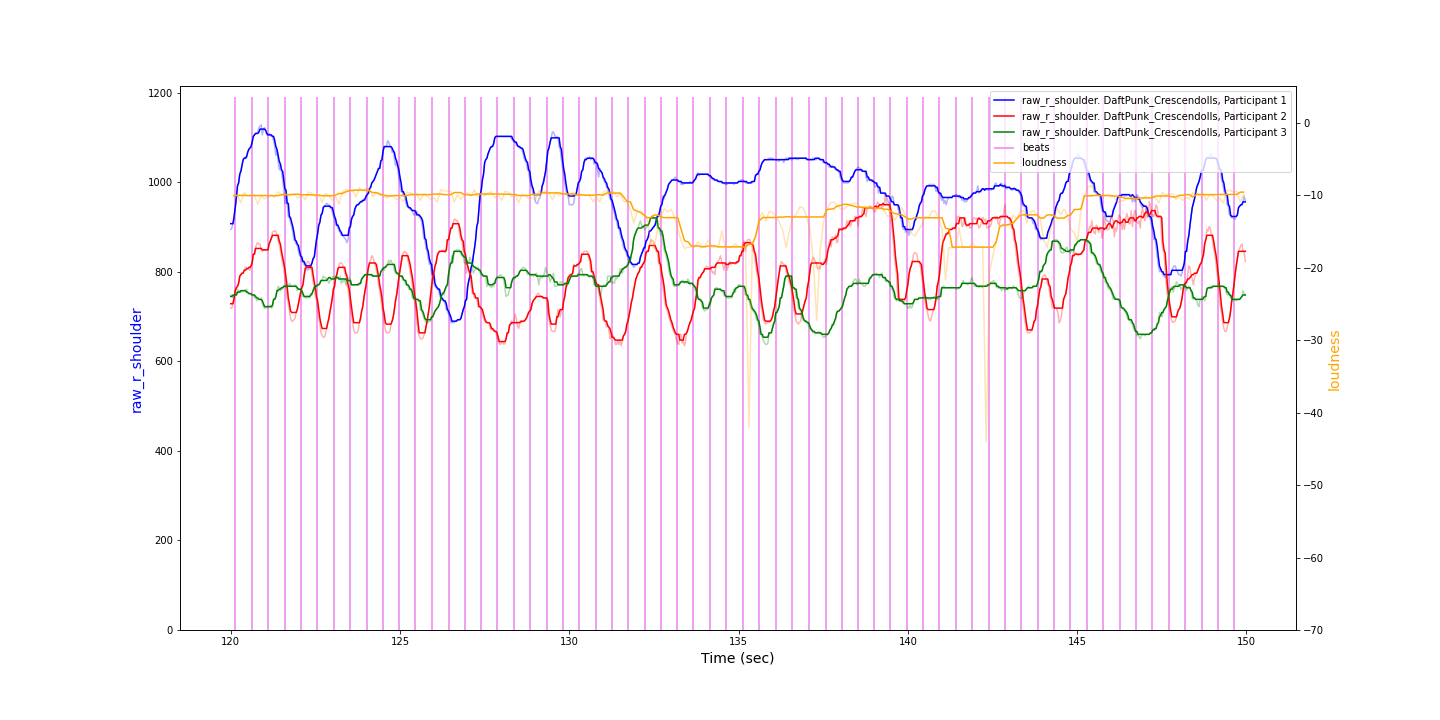 raw_r_shoulder. DaftPunk_Crescendolls, Participant 1
raw_r_shoulder. DaftPunk_Crescendolls, Participant 2
raw_r_shoulder. DaftPunk_Crescendolls, Participant 3
beats
loudness
raw_r_shoulder
1200
1000
800
600
400
200
0
0
−10
−20
−30
−40
−50
−60
−70
loudness
120
125
130
135
140
145
150
Time (sec)